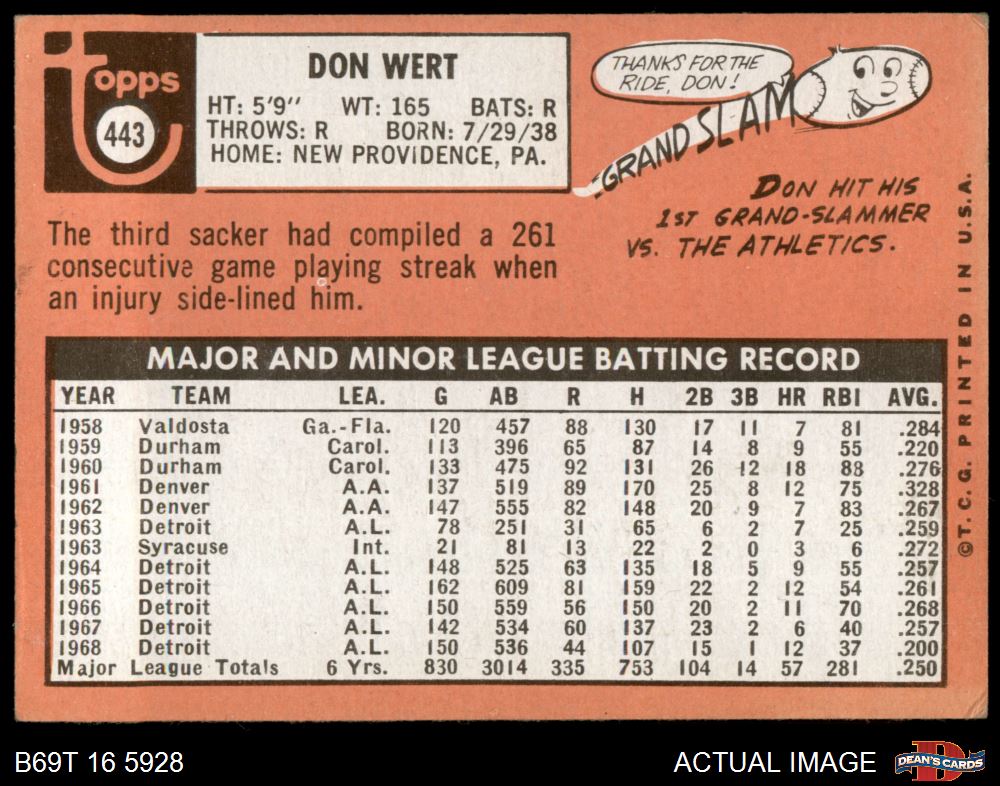 topps
443
DON WERT
HT: 5'9" WT: 165 BATS: R
THROWS: R BORN: 7/29/38
HOME: NEW PROVIDENCE, PA.
THANKS FOR THE
RIDE, DON!
GRAND SLAM
DON HIT HIS
1ST GRAND-SLAMMER
VS. THE ATHLETICS.
The third sacker had compiled a 261
consecutive game playing streak when
an injury side-lined him.
MAJOR AND MINOR LEAGUE BATTING RECORD
YEAR TEAM LEA. G AB R H 2B 3B HR RBI AVG.
1958 Valdosta Ga.-Fla. 120 457 88 130 17 11 7 81 .284
1959 Durham Carol. 113 396 65 87 14 8 9 55 .220
1960 Durham Carol. 133 475 92 131 26 12 18 88 .276
1961 Denver A.A. 137 519 89 170 25 8 12 75 .328
1962 Denver A.A. 147 555 82 148 20 9 7 83 .267
1963 Detroit A.L. 78 251 31 65 6 2 7 25 .259
1963 Syracuse Int. 21 81 13 22 2 0 3 6 .272
1964 Detroit A.L. 148 525 63 135 18 5 9 55 .257
1965 Detroit A.L. 162 609 81 159 22 2 12 54 .261
1966 Detroit A.L. 150 559 56 150 20 2 11 70 .268
1967 Detroit A.L. 142 534 60 137 23 2 6 40 .257
1968 Detroit A.L. 150 536 44 107 15 1 12 37 .200
Major League Totals 6 Yrs. 830 3014 335 753 104 14 57 281 .250
©T.C.G. PRINTED IN U.S.A.
B69T 16 5928
ACTUAL IMAGE
DEAN'S CARDS